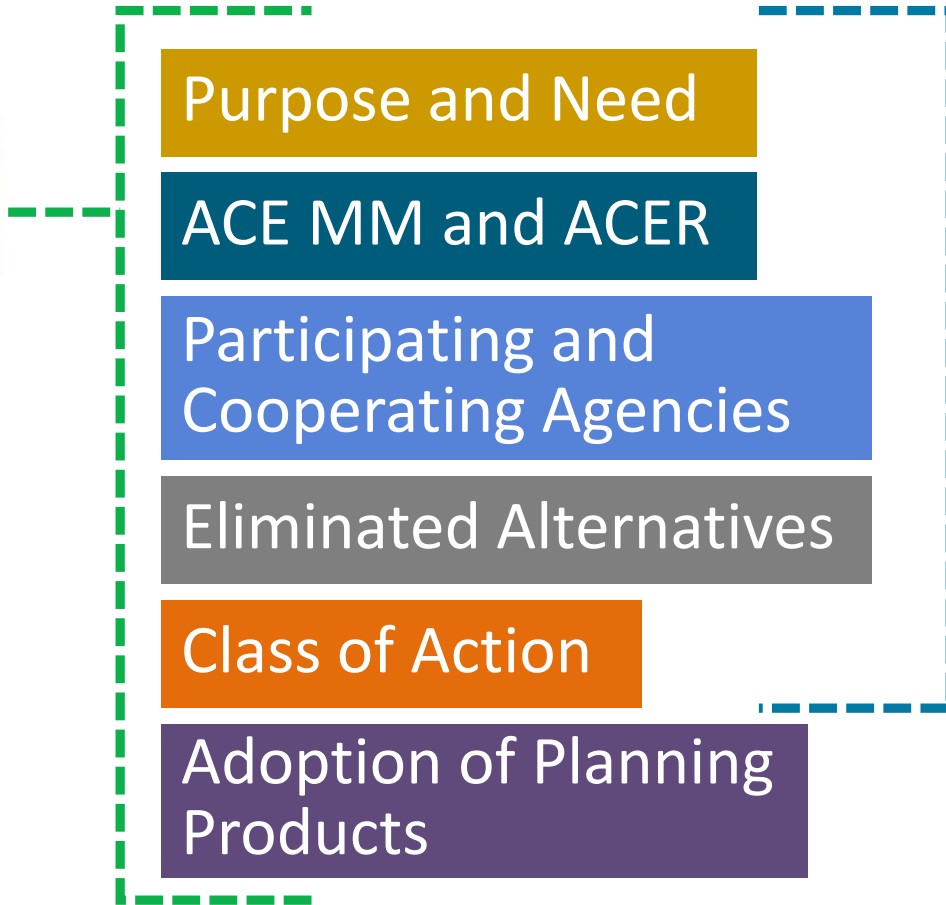 Purpose and Need
ACE MM and ACER
Participating and
Cooperating Agencies
Eliminated Alternatives
Class of Action
Adoption of Planning
Products